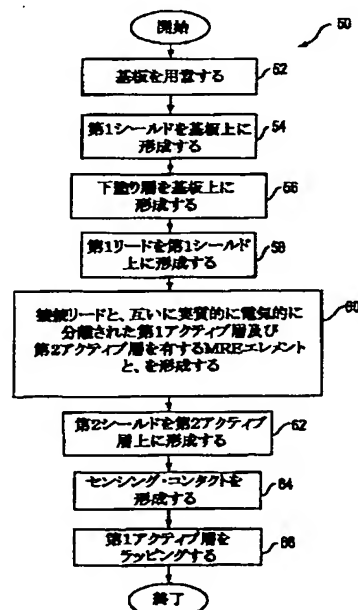 開始
50
基板を用意する
52
第1シールドを基板上に
形成する
54
下塗り層を基板上に
形成する
56
第1リードを第1シールド
上に形成する
58
接続リードと、互いに実質的に電気的に
分離された第1アクティブ層及び
第2アクティブ層を有するMREエレメント
と、を形成する
60
第2シールドを第2アクティブ
層上に形成する
62
センシング・コンタクトを
形成する
64
第1アクティブ層を
ラッピングする
66
終了